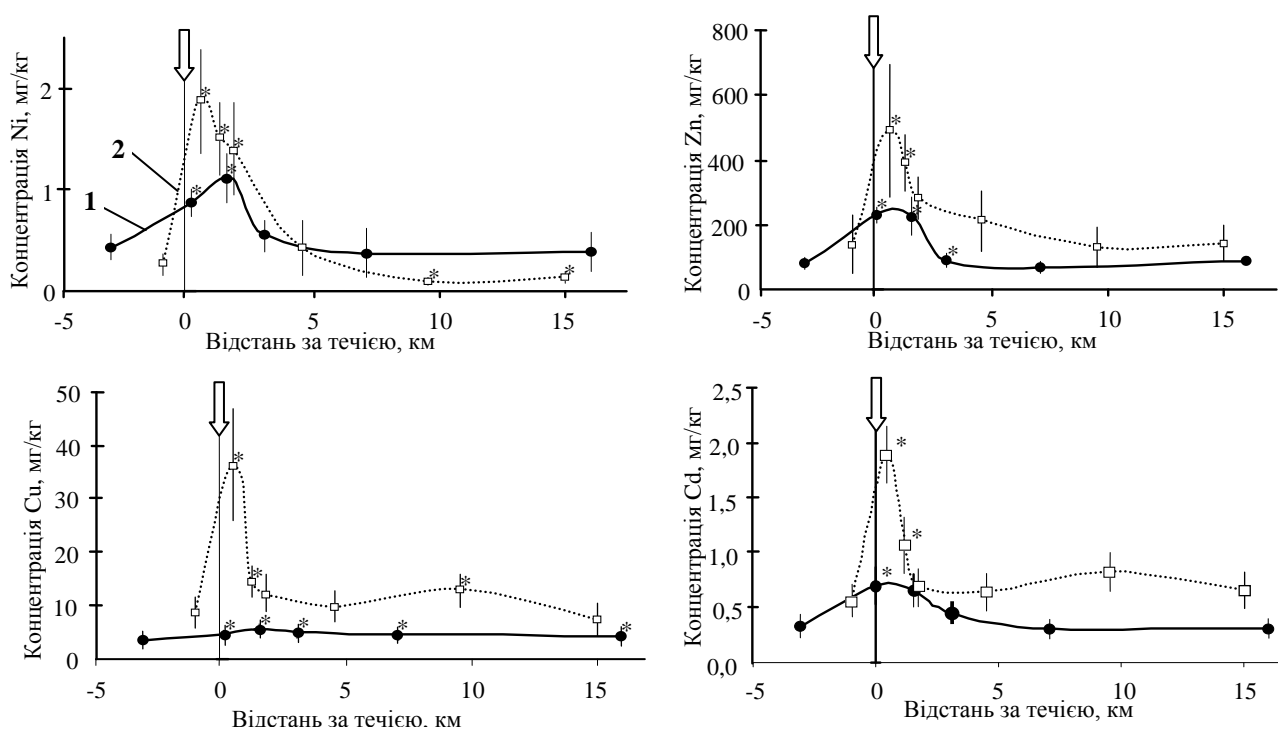 Концентрація Ni, мг/кг
2
1
0
2
1
* * * * * * *
-5 0 5 10 15
Відстань за течією, км
Концентрація Zn, мг/кг
800
600
400
200
0
* * * * *
-5 0 5 10 15
Відстань за течією, км
Концентрація Cu, мг/кг
50
40
30
20
10
0
* * * * * * * *
-5 0 5 10 15
Відстань за течією, км
Концентрація Cd, мг/кг
2,5
2,0
1,5
1,0
0,5
0,0
* * *
-5 0 5 10 15
Відстань за течією, км